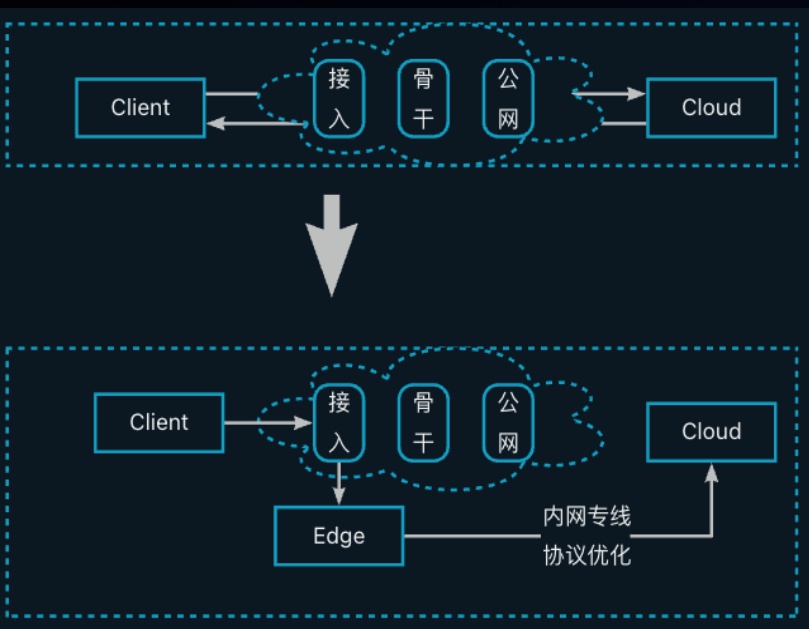 Client
接入
骨干
公网
Cloud
Client
接入
骨干
公网
Cloud
Edge
内网专线
协议优化